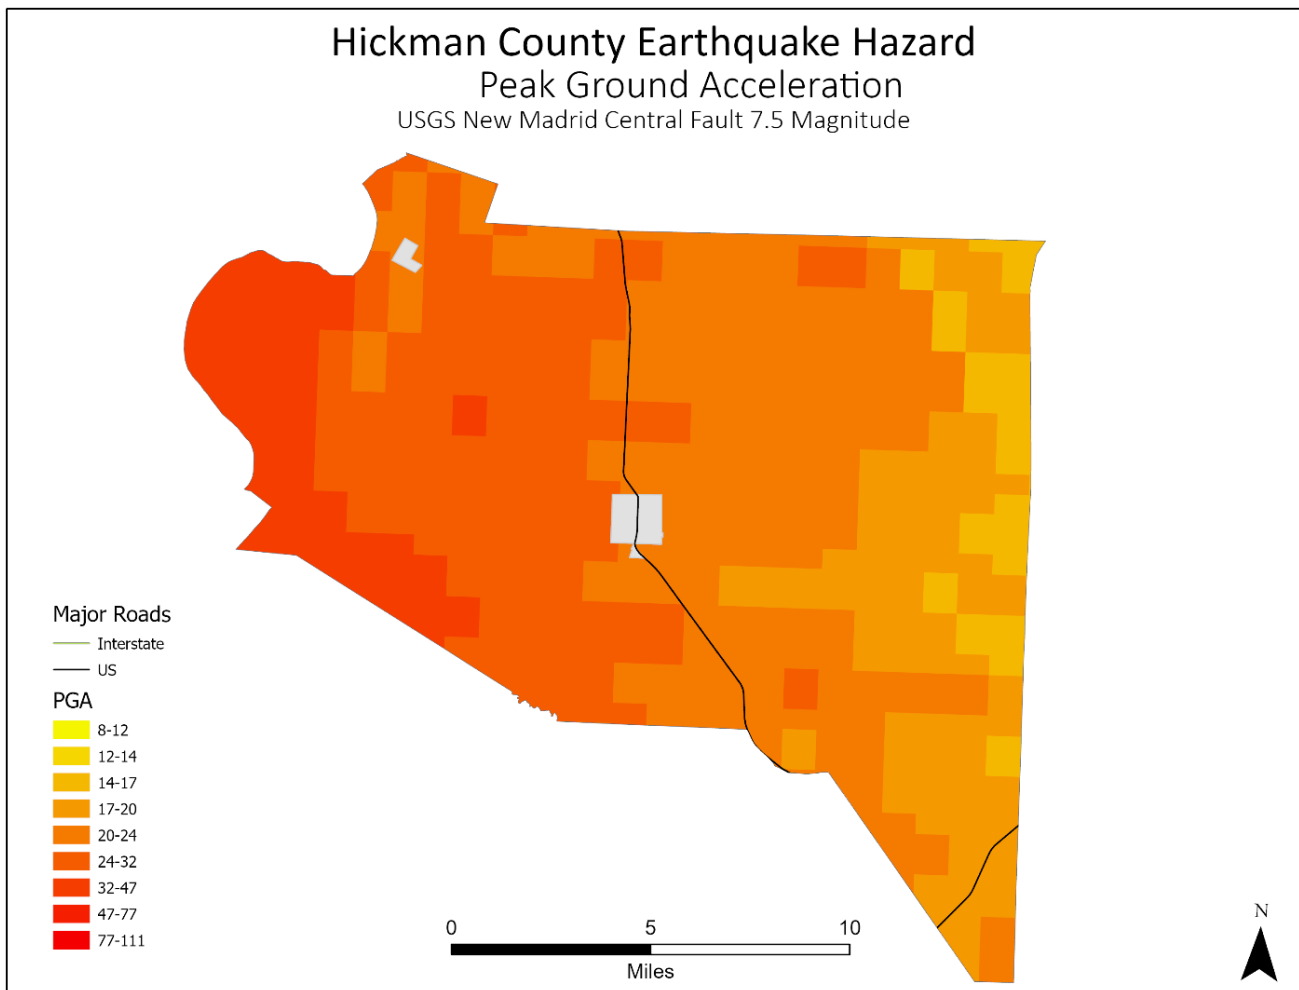 Hickman County Earthquake Hazard
Peak Ground Acceleration
USGS New Madrid Central Fault 7.5 Magnitude
Major Roads
Interstate
US
PGA
8-12
12-14
14-17
17-20
20-24
24-32
32-47
47-77
77-111
0 5 10
Miles
N